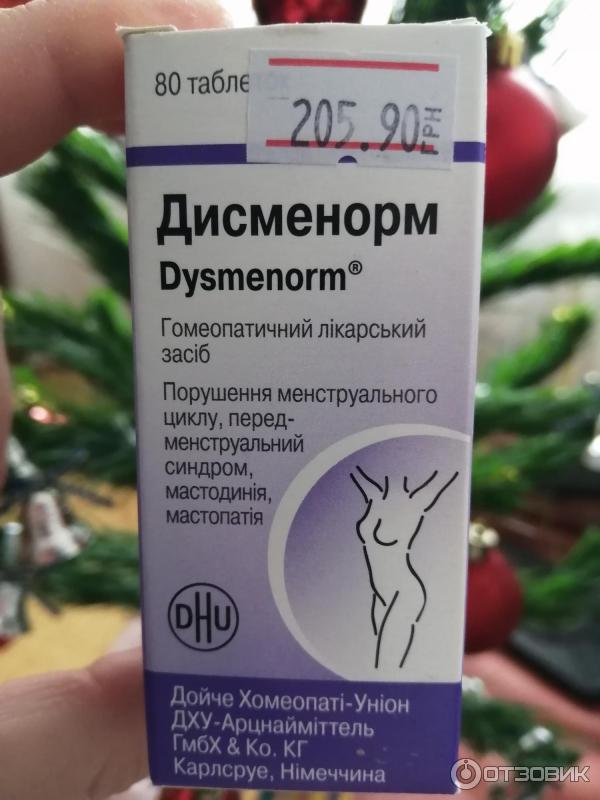 80 таблеток
205.90 ГРН
Дисменорм
Dysmenorm®
Гомеопатичний лікарський
засіб
Порушення менструального
циклу, перед-
менструальний
синдром,
мастодинія,
мастопатія
DHU
Дойче Хомеопаті-Уніон
ДХУ-Арцнайміттель
ГмбХ & Ко. КГ
Карлсруе, Німеччина
ОТЗОВИК